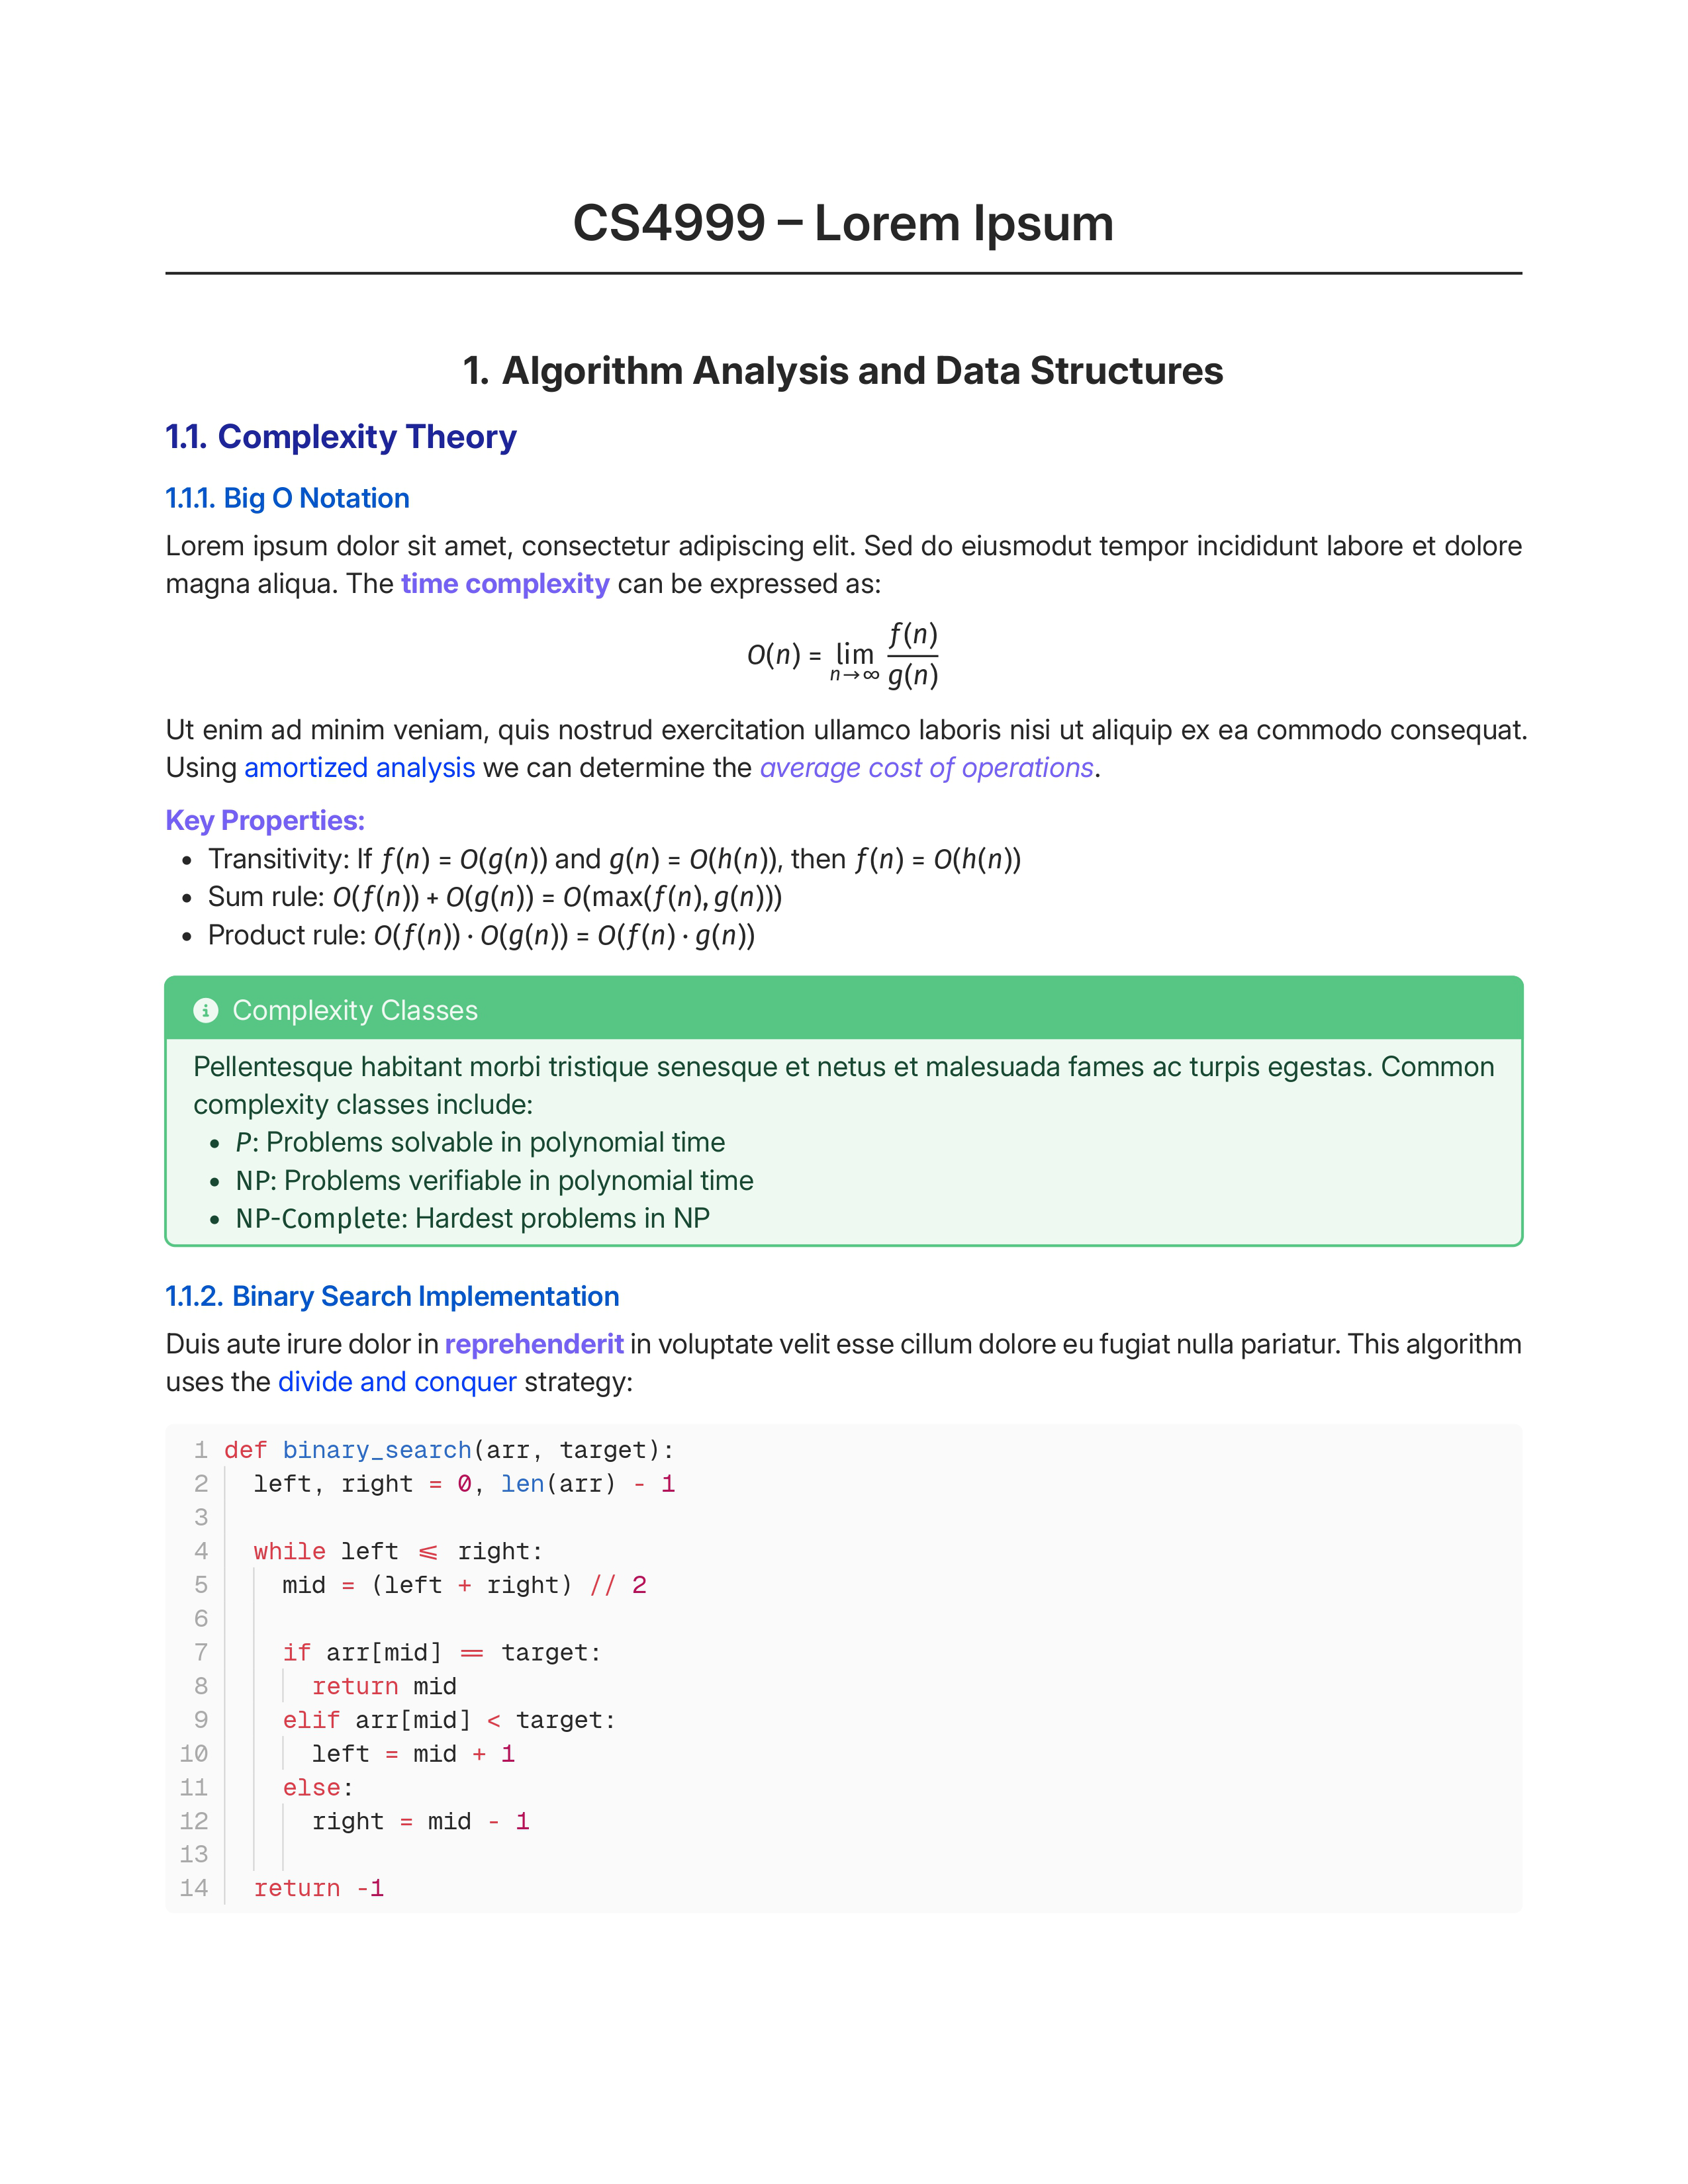 CS4999 – Lorem Ipsum
1. Algorithm Analysis and Data Structures
1.1. Complexity Theory
1.1.1. Big O Notation
Lorem ipsum dolor sit amet, consectetur adipiscing elit. Sed do eiusmodut tempor incididunt labore et dolore
magna aliqua. The time complexity can be expressed as:
O(n) = lim n→∞ f(n)/g(n)
Ut enim ad minim veniam, quis nostrud exercitation ullamco laboris nisi ut aliquip ex ea commodo consequat.
Using amortized analysis we can determine the average cost of operations.
Key Properties:
• Transitivity: If f(n) = O(g(n)) and g(n) = O(h(n)), then f(n) = O(h(n))
• Sum rule: O(f(n)) + O(g(n)) = O(max(f(n), g(n)))
• Product rule: O(f(n)) · O(g(n)) = O(f(n) · g(n))
Complexity Classes
Pellentesque habitant morbi tristique senesque et netus et malesuada fames ac turpis egestas. Common
complexity classes include:
• P: Problems solvable in polynomial time
• NP: Problems verifiable in polynomial time
• NP-Complete: Hardest problems in NP
1.1.2. Binary Search Implementation
Duis aute irure dolor in reprehenderit in voluptate velit esse cillum dolore eu fugiat nulla pariatur. This algorithm
uses the divide and conquer strategy:
1 def binary_search(arr, target):
2   left, right = 0, len(arr) - 1
3
4   while left <= right:
5     mid = (left + right) // 2
6
7     if arr[mid] == target:
8       return mid
9     elif arr[mid] < target:
10       left = mid + 1
11     else:
12       right = mid - 1
13
14   return -1